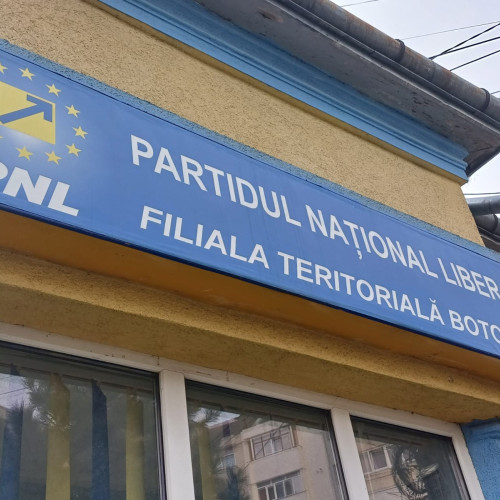 PNL
PARTIDUL NAȚIONAL LIBER
FILIALA TERITORIALĂ BOTO